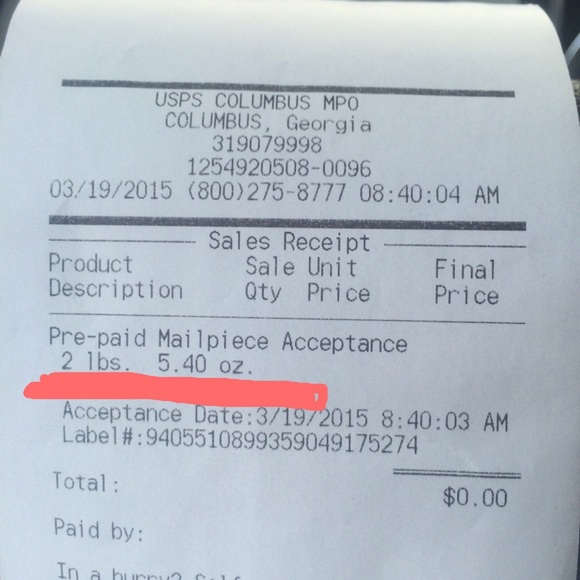 USPS COLUMBUS MPO
COLUMBUS, Georgia
319079998
1254920508-0096
03/19/2015 (800)275-8777 08:40:04 AM
Sales Receipt
Product Sale Unit Final
Description Qty Price Price
Pre-paid Mailpiece Acceptance
2 lbs. 5.40 oz.
Acceptance Date:3/19/2015 8:40:03 AM
Label#:9405510899359049175274
Total: $0.00
Paid by:
In a hurry? Self